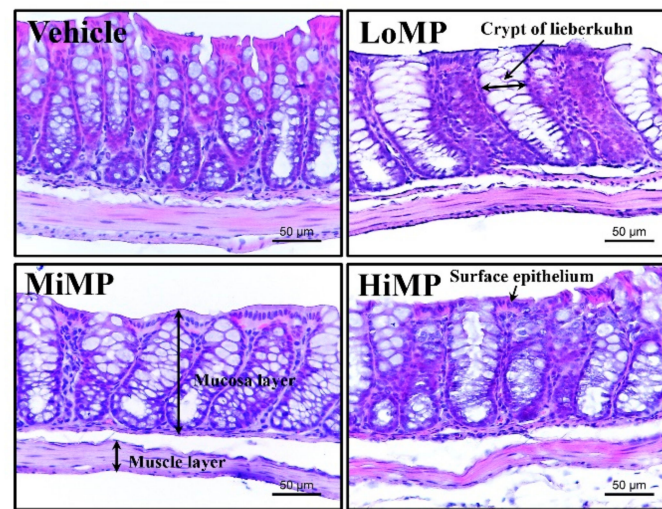 Vehicle
50 µm
LoMP
Crypt of lieberkuhn
50 µm
MiMP
Mucosa layer
Muscle layer
50 µm
HiMP
Surface epithelium
50 µm